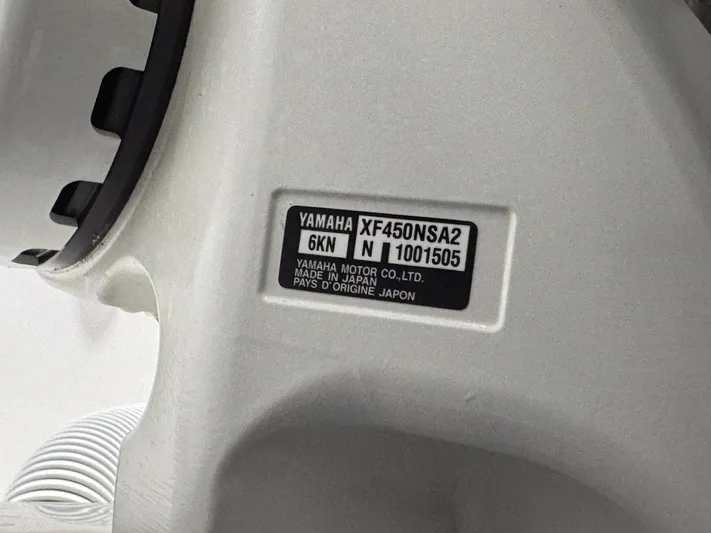 YAMAHA XF450NSA2
6KN N 1001505
YAMAHA MOTOR CO.,LTD.
MADE IN JAPAN
PAYS D'ORIGINE JAPON